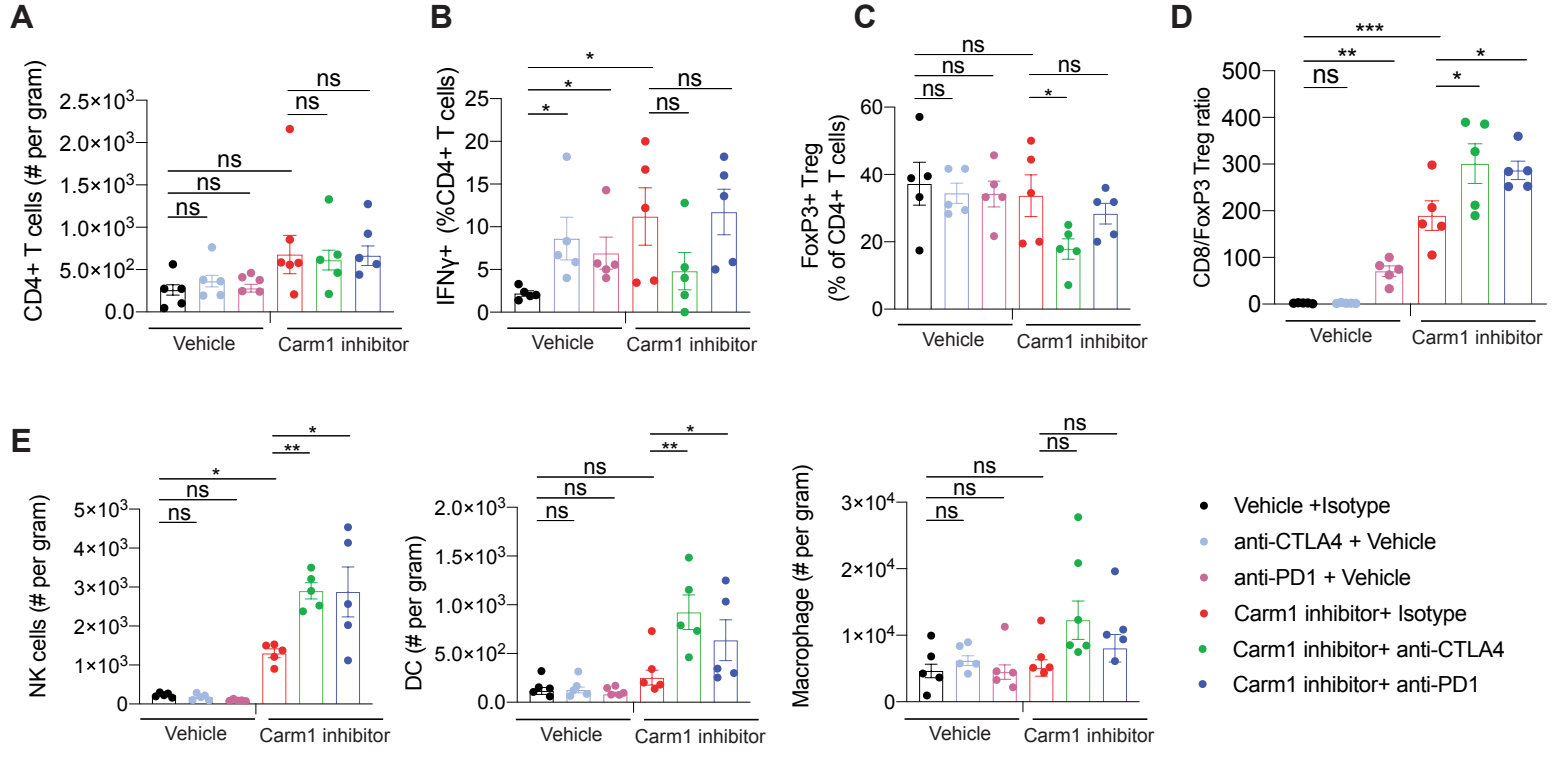 A
CD4+ T cells (# per gram)
2.5×10³
2.0×10³
1.5×10³
1.0×10³
5.0×10²
0.0
ns
ns
ns
ns
ns
Vehicle
Carm1 inhibitor
B
IFNγ+ (%CD4+ T cells)
25
20
15
10
5
0
*
*
*
ns
ns
Vehicle
Carm1 inhibitor
C
FoxP3+ Treg
(% of CD4+ T cells)
60
40
20
0
ns
ns
ns
ns
*
Vehicle
Carm1 inhibitor
D
CD8/FoxP3 Treg ratio
500
400
300
200
100
0
***
**
ns
*
*
Vehicle
Carm1 inhibitor
E
NK cells (# per gram)
5×10³
4×10³
3×10³
2×10³
1×10³
0
*
**
*
ns
ns
Vehicle
Carm1 inhibitor
DC (# per gram)
2.0×10³
1.5×10³
1.0×10³
5.0×10²
0.0
*
**
ns
ns
ns
Vehicle
Carm1 inhibitor
Macrophage (# per gram)
3×10⁴
2×10⁴
1×10⁴
0
ns
ns
ns
ns
ns
Vehicle
Carm1 inhibitor
Vehicle +Isotype
anti-CTLA4 + Vehicle
anti-PD1 + Vehicle
Carm1 inhibitor+ Isotype
Carm1 inhibitor+ anti-CTLA4
Carm1 inhibitor+ anti-PD1